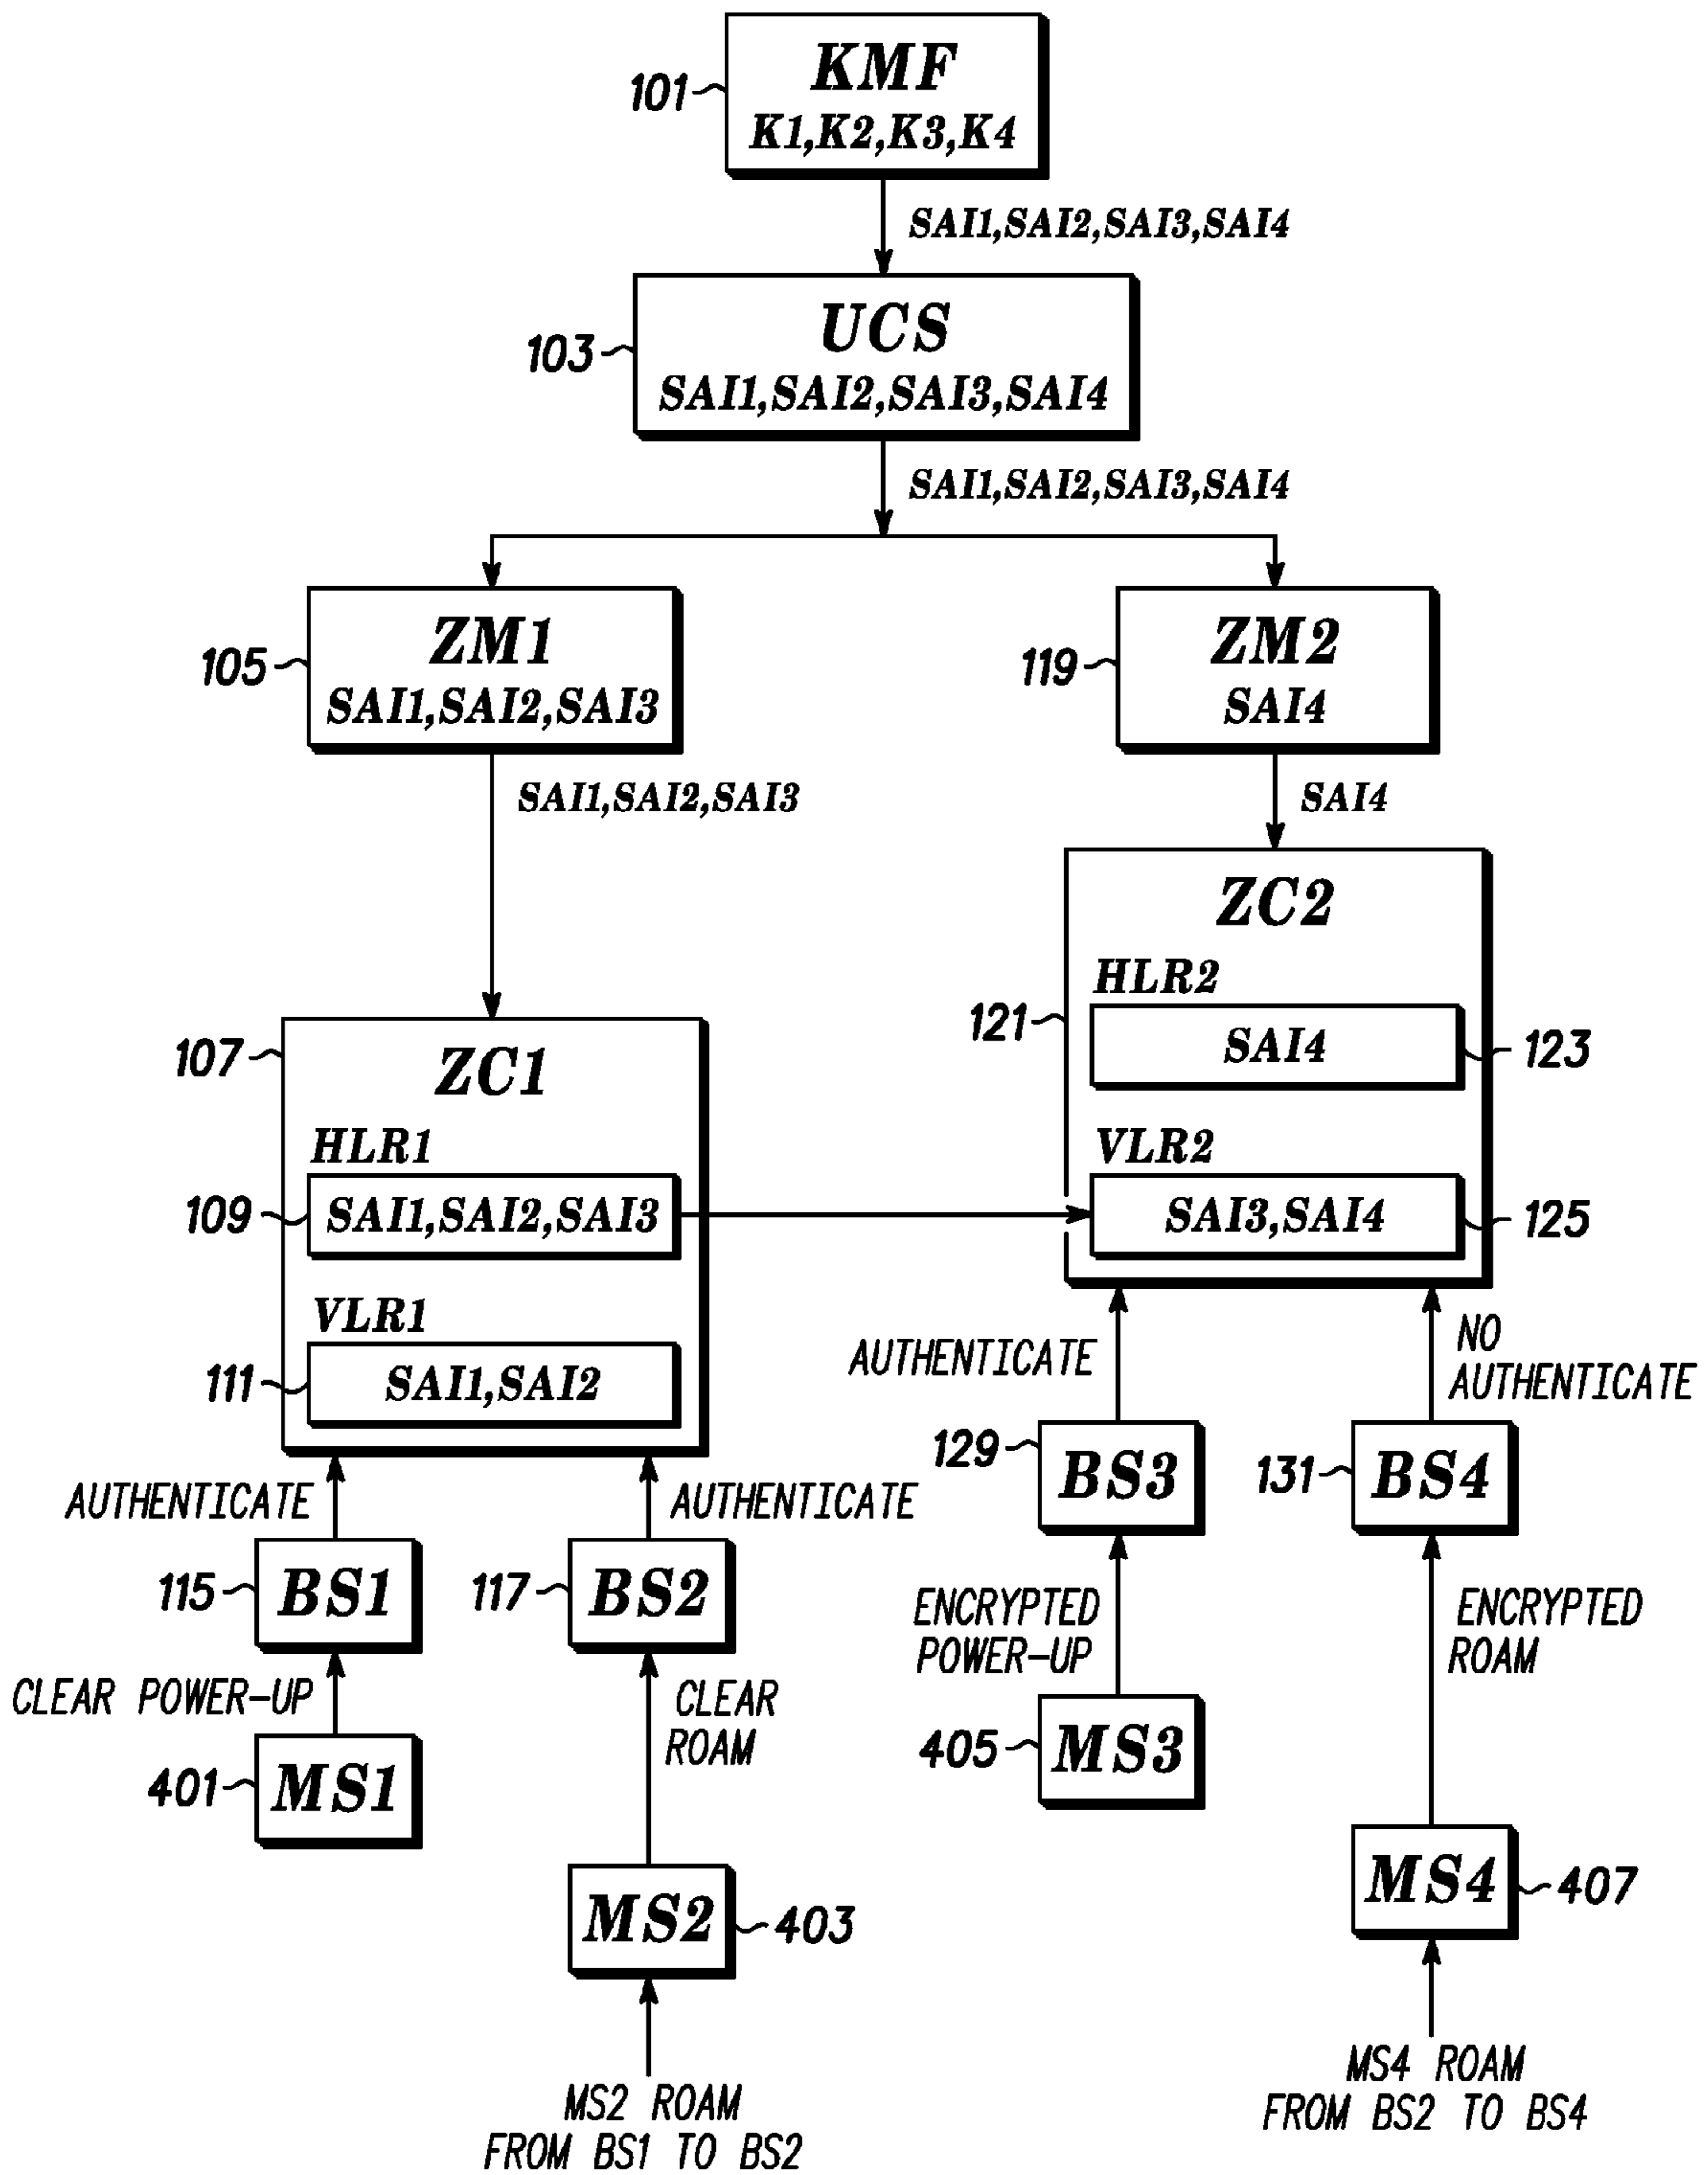 KMF
101
K1,K2,K3,K4
SAI1,SAI2,SAI3,SAI4
UCS
103
SAI1,SAI2,SAI3,SAI4
SAI1,SAI2,SAI3,SAI4
ZM1
105
SAI1,SAI2,SAI3
ZM2
119
SAI4
SAI1,SAI2,SAI3
SAI4
ZC2
HLR2
121
SAI4
123
VLR2
SAI3,SAI4
125
107
ZC1
HLR1
109
SAI1,SAI2,SAI3
VLR1
111
SAI1,SAI2
AUTHENTICATE
NO
AUTHENTICATE
129
BS3
131
BS4
AUTHENTICATE
AUTHENTICATE
115
BS1
117
BS2
ENCRYPTED
POWER-UP
ENCRYPTED
ROAM
CLEAR POWER-UP
CLEAR
ROAM
401
MS1
405
MS3
MS2
403
MS4
407
MS2 ROAM
FROM BS1 TO BS2
MS4 ROAM
FROM BS2 TO BS4